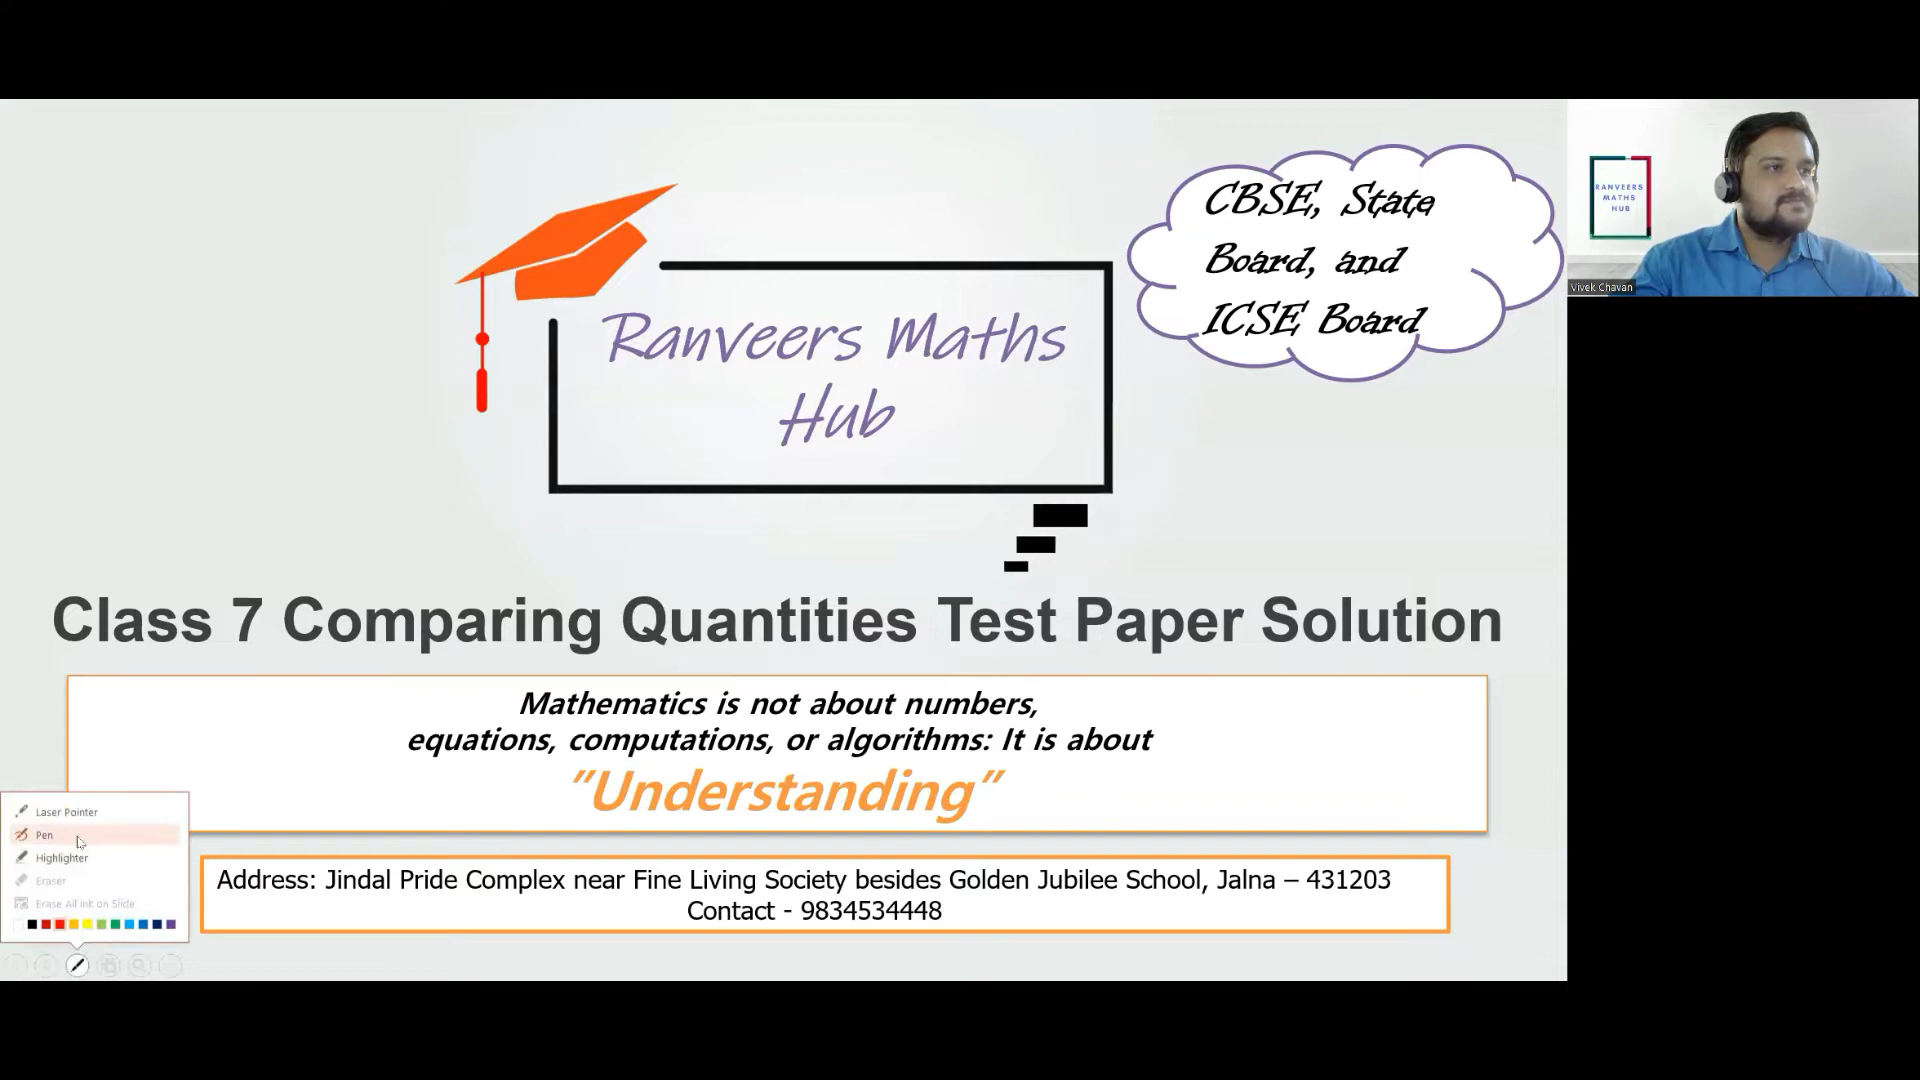 CBSE, State
Board, and
ICSE Board
RANVEERS
MATHS
HUB
Vivek Chavan
Ranveers Maths
Hub
Class 7 Comparing Quantities Test Paper Solution
Mathematics is not about numbers,
equations, computations, or algorithms: It is about
"Understanding"
Laser Pointer
Pen
Highlighter
Eraser
Erase All Ink on Slide
Address: Jindal Pride Complex near Fine Living Society besides Golden Jubilee School, Jalna – 431203
Contact - 9834534448